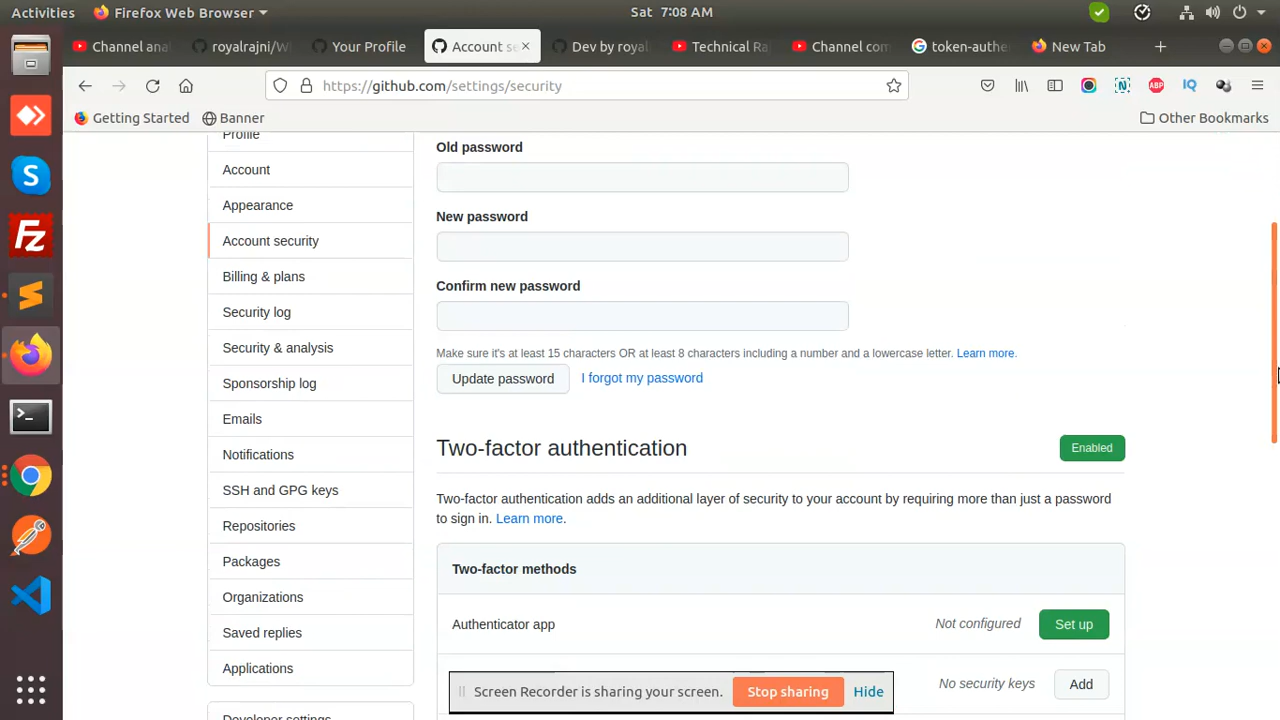 Activities
Firefox Web Browser
Sat 7:08 AM
Channel ana
royalrajni/Wi
Your Profile
Account se
Dev by royal
Technical Ra
Channel com
token-authe
New Tab
https://github.com/settings/security
ABP
IQ
Getting Started
Banner
Other Bookmarks
Profile
Account
Appearance
Account security
Billing & plans
Security log
Security & analysis
Sponsorship log
Emails
Notifications
SSH and GPG keys
Repositories
Packages
Organizations
Saved replies
Applications
Developer settings
Old password
New password
Confirm new password
Make sure it's at least 15 characters OR at least 8 characters including a number and a lowercase letter. Learn more.
Update password
I forgot my password
Two-factor authentication
Enabled
Two-factor authentication adds an additional layer of security to your account by requiring more than just a password
to sign in. Learn more.
Two-factor methods
Authenticator app
Not configured
Set up
No security keys
Add
Screen Recorder is sharing your screen.
Stop sharing
Hide